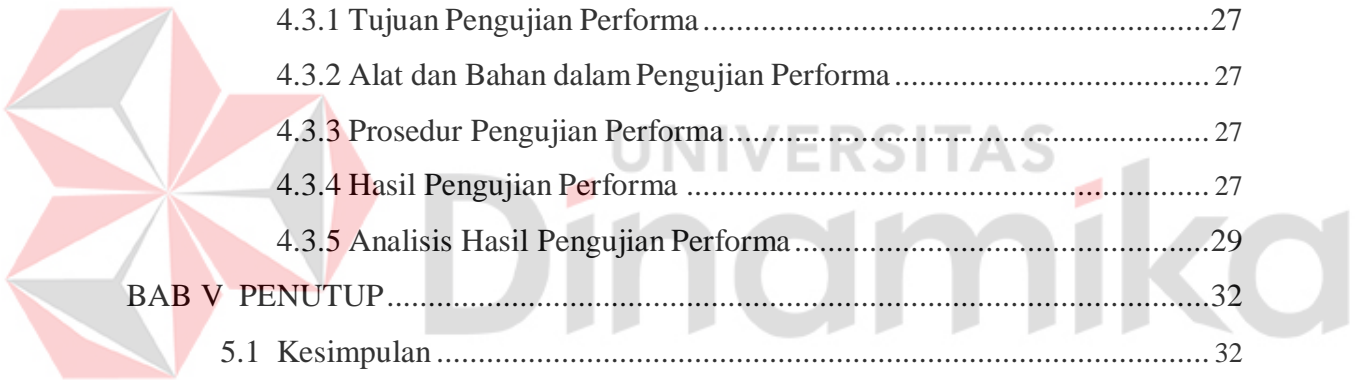 4.3.1 Tujuan Pengujian Performa...............................................................27
4.3.2 Alat dan Bahan dalam Pengujian Performa....................................... 27
4.3.3 Prosedur Pengujian Performa............................................................ 27
UNIVERSITAS
4.3.4 Hasil Pengujian Performa ................................................................. 27
Dinamika
4.3.5 Analisis Hasil Pengujian Performa....................................................29
BAB V PENUTUP.......................................................................................................32
5.1 Kesimpulan ................................................................................................. 32